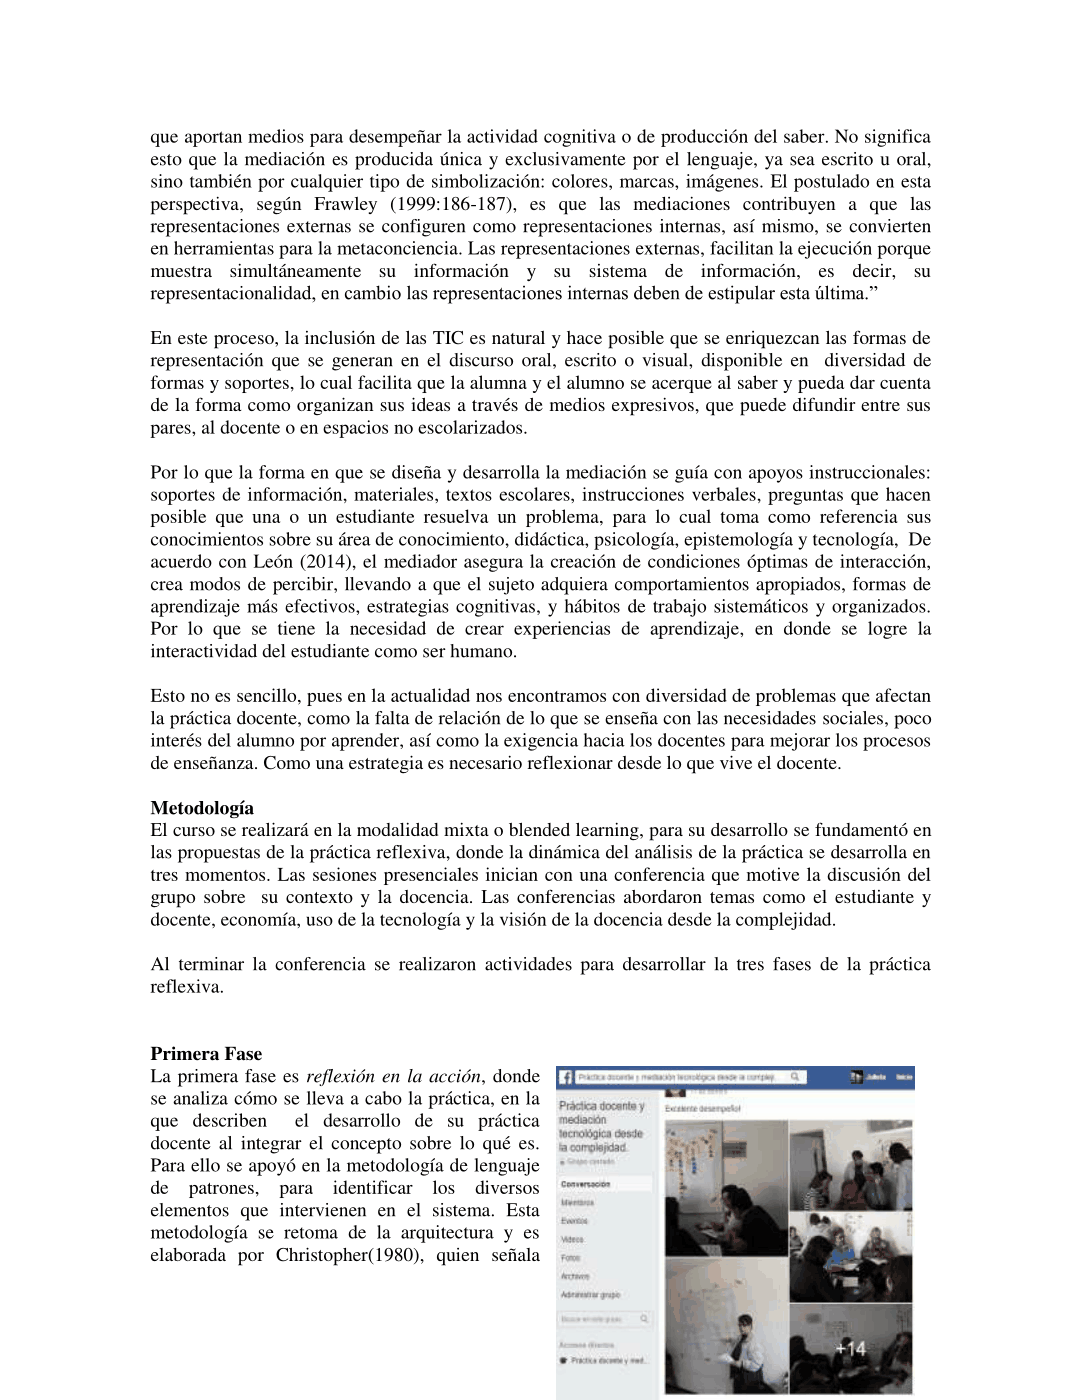 que aportan medios para desempeñar la actividad cognitiva o de producción del saber. No significa
esto que la mediación es producida única y exclusivamente por el lenguaje, ya sea escrito u oral,
sino también por cualquier tipo de simbolización: colores, marcas, imágenes. El postulado en esta
perspectiva, según Frawley (1999:186-187), es que las mediaciones contribuyen a que las
representaciones externas se configuren como representaciones internas, así mismo, se convierten
en herramientas para la metaconciencia. Las representaciones externas, facilitan la ejecución porque
muestra simultáneamente su información y su sistema de información, es decir, su
representacionalidad, en cambio las representaciones internas deben de estipular esta última.”
En este proceso, la inclusión de las TIC es natural y hace posible que se enriquezcan las formas de
representación que se generan en el discurso oral, escrito o visual, disponible en diversidad de
formas y soportes, lo cual facilita que la alumna y el alumno se acerque al saber y pueda dar cuenta
de la forma como organizan sus ideas a través de medios expresivos, que puede difundir entre sus
pares, al docente o en espacios no escolarizados.
Por lo que la forma en que se diseña y desarrolla la mediación se guía con apoyos instruccionales:
soportes de información, materiales, textos escolares, instrucciones verbales, preguntas que hacen
posible que una o un estudiante resuelva un problema, para lo cual toma como referencia sus
conocimientos sobre su área de conocimiento, didáctica, psicología, epistemología y tecnología, De
acuerdo con León (2014), el mediador asegura la creación de condiciones óptimas de interacción,
crea modos de percibir, llevando a que el sujeto adquiera comportamientos apropiados, formas de
aprendizaje más efectivos, estrategias cognitivas, y hábitos de trabajo sistemáticos y organizados.
Por lo que se tiene la necesidad de crear experiencias de aprendizaje, en donde se logre la
interactividad del estudiante como ser humano.
Esto no es sencillo, pues en la actualidad nos encontramos con diversidad de problemas que afectan
la práctica docente, como la falta de relación de lo que se enseña con las necesidades sociales, poco
interés del alumno por aprender, así como la exigencia hacia los docentes para mejorar los procesos
de enseñanza. Como una estrategia es necesario reflexionar desde lo que vive el docente.
Metodología
El curso se realizará en la modalidad mixta o blended learning, para su desarrollo se fundamentó en
las propuestas de la práctica reflexiva, donde la dinámica del análisis de la práctica se desarrolla en
tres momentos. Las sesiones presenciales inician con una conferencia que motive la discusión del
grupo sobre su contexto y la docencia. Las conferencias abordaron temas como el estudiante y
docente, economía, uso de la tecnología y la visión de la docencia desde la complejidad.
Al terminar la conferencia se realizaron actividades para desarrollar la tres fases de la práctica
reflexiva.
Primera Fase
La primera fase es reflexión en la acción, donde
se analiza cómo se lleva a cabo la práctica, en la
que describen el desarrollo de su práctica
docente al integrar el concepto sobre lo qué es.
Para ello se apoyó en la metodología de lenguaje
de patrones, para identificar los diversos
elementos que intervienen en el sistema. Esta
metodología se retoma de la arquitectura y es
elaborada por Christopher(1980), quien señala
Práctica docente y mediación tecnológica desde la complej.
Julieta Inicio
Práctica docente y
mediación
tecnológica desde
la complejidad.
Grupo cerrado
Conversación
Miembros
Eventos
Videos
Fotos
Archivos
Administrar grupo
Buscar en este grupo
Accesos directos
Práctica docente y med...
Excelente desempeño!
+14